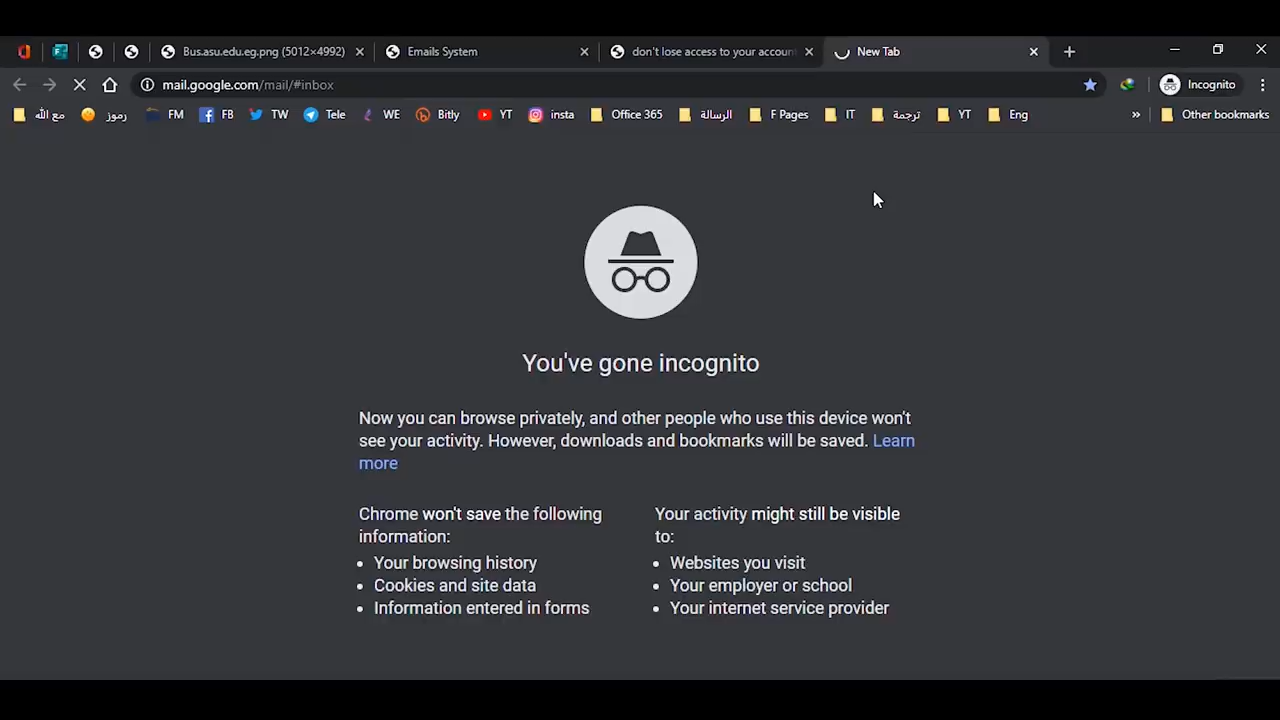 Bus.asu.edu.eg.png (5012×4992)
Emails System
don't lose access to your accoun
New Tab
mail.google.com/mail/#inbox
Incognito
مع الله
رموز
FM
FB
TW
Tele
WE
Bitly
YT
insta
Office 365
الرسالة
F Pages
IT
ترجمة
YT
Eng
»
Other bookmarks
You've gone incognito
Now you can browse privately, and other people who use this device won't
see your activity. However, downloads and bookmarks will be saved. Learn
more
Chrome won't save the following
information:
• Your browsing history
• Cookies and site data
• Information entered in forms
Your activity might still be visible
to:
• Websites you visit
• Your employer or school
• Your internet service provider